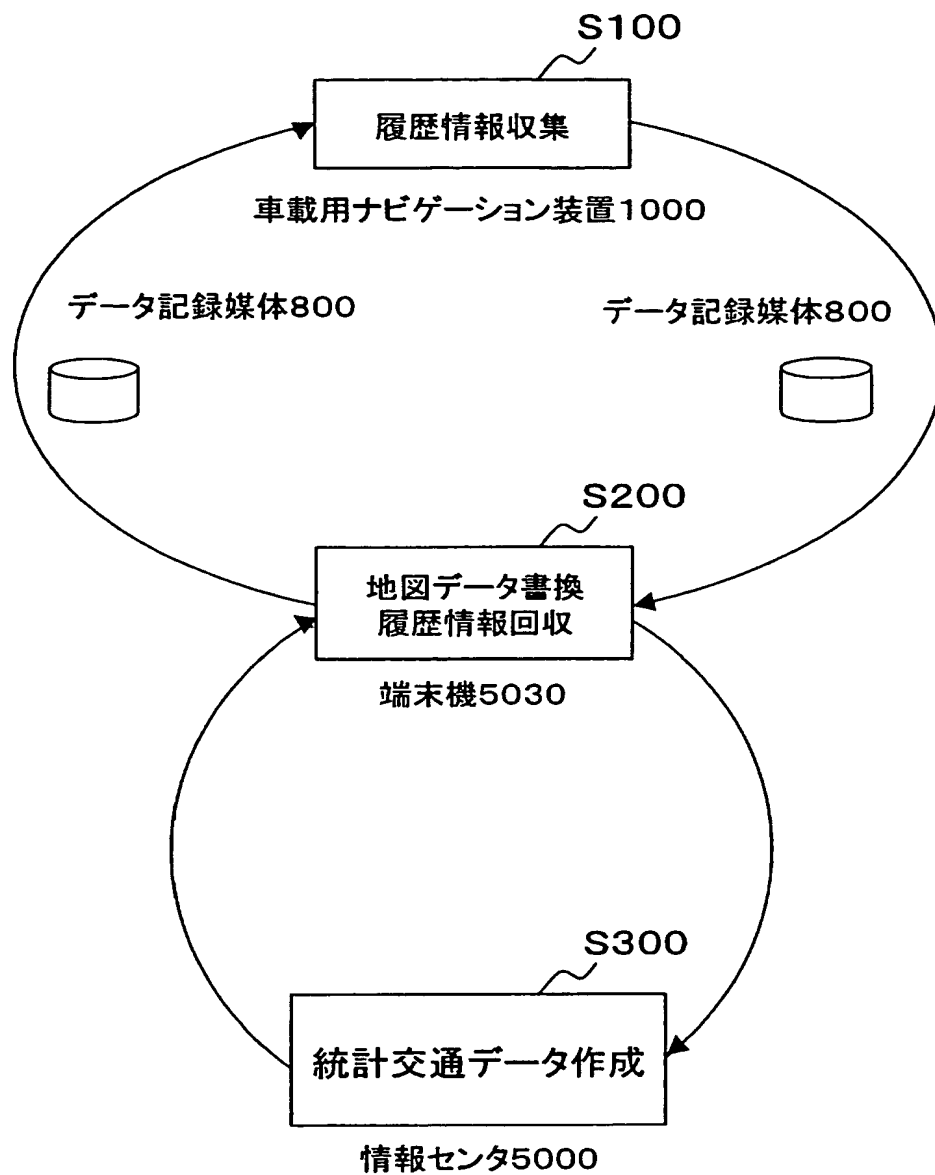 S100
履歴情報収集
車載用ナビゲーション装置1000
データ記録媒体800
データ記録媒体800
S200
地図データ書換
履歴情報回収
端末機5030
S300
統計交通データ作成
情報センタ5000